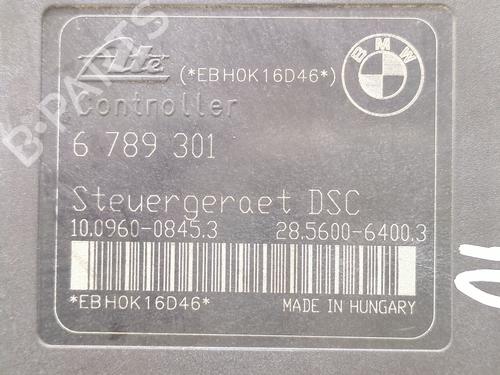 Ate (*EBH0K16D46*) BMW
Controller
6 789 301
Steuergeraet DSC
10.0960-0845.3 28.5600-6400.3
*EBH0K16D46* MADE IN HUNGARY
B-PARTS